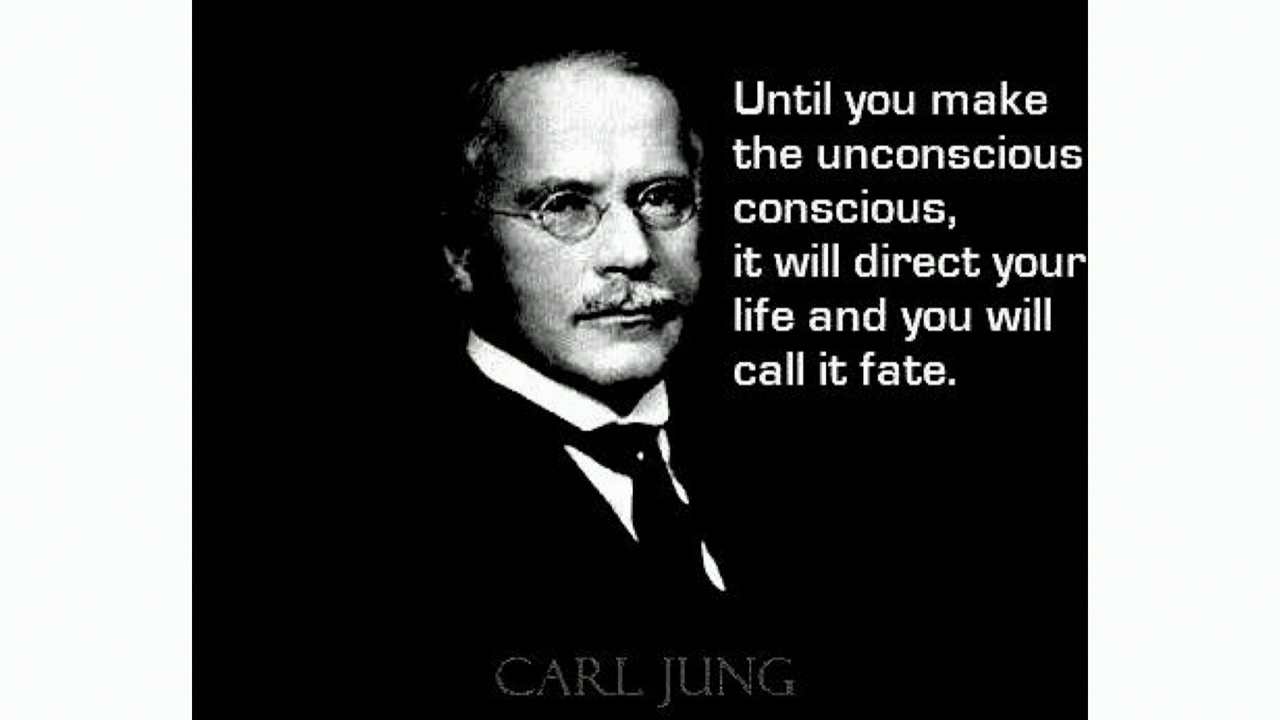 Until you make
the unconscious
conscious,
it will direct your
life and you will
call it fate.
CARL JUNG